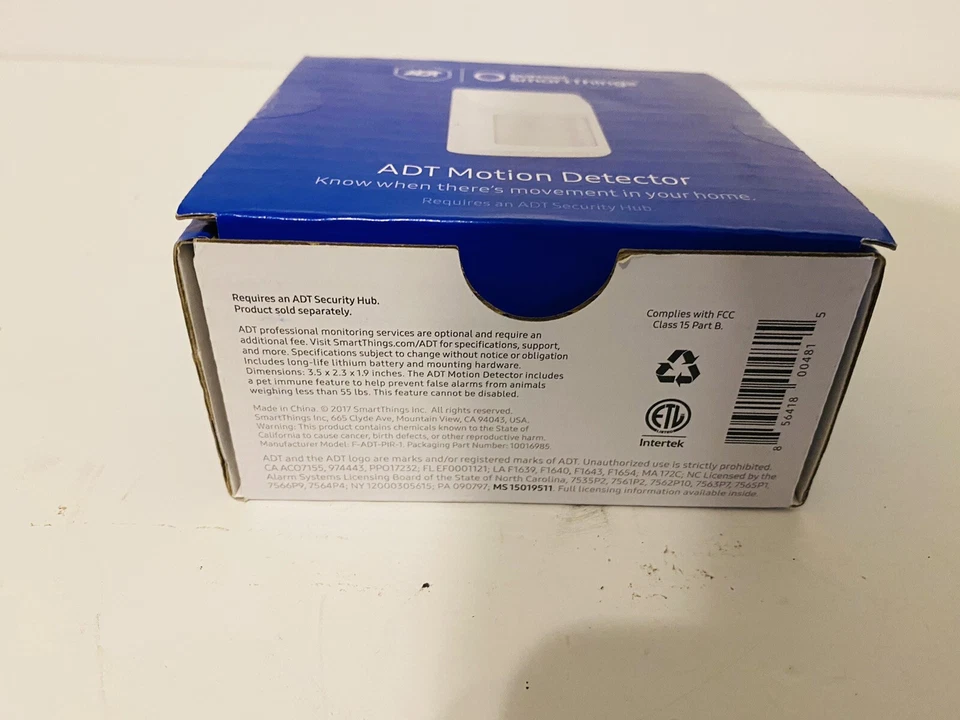 ADT
SmartThings
ADT Motion Detector
Know when there's movement in your home.
Requires an ADT Security Hub
Requires an ADT Security Hub.
Product sold separately.
ADT professional monitoring services are optional and require an
additional fee. Visit SmartThings.com/ADT for specifications, support,
and more. Specifications subject to change without notice or obligation
Includes long-life lithium battery and mounting hardware.
Dimensions: 3.5 x 2.3 x 1.9 inches. The ADT Motion Detector includes
a pet immune feature to help prevent false alarms from animals
weighing less than 55 lbs. This feature cannot be disabled.
Made in China. © 2017 SmartThings Inc. All rights reserved.
SmartThings Inc, 665 Clyde Ave, Mountain View, CA 94043, USA.
Warning: This product contains chemicals known to the State of
California to cause cancer, birth defects, or other reproductive harm.
Manufacturer Model: F-ADT-PIR-1. Packaging Part Number: 10016985
ADT and the ADT logo are marks and/or registered marks of ADT. Unauthorized use is strictly prohibited.
CA ACO7155, 974443, PPO17232; FL EF0001121; LA F1639, F1640, F1643, F1654; MA 172C; NC Licensed by the
Alarm Systems Licensing Board of the State of North Carolina, 7535P2, 7561P2, 7562P10, 7563P7, 7565P1,
7566P9, 7564P4; NY 12000305615; PA 090797; MS 15019511. Full licensing information available inside.
Complies with FCC
Class 15 Part B.
ETL
Intertek
8 56418 00481 5